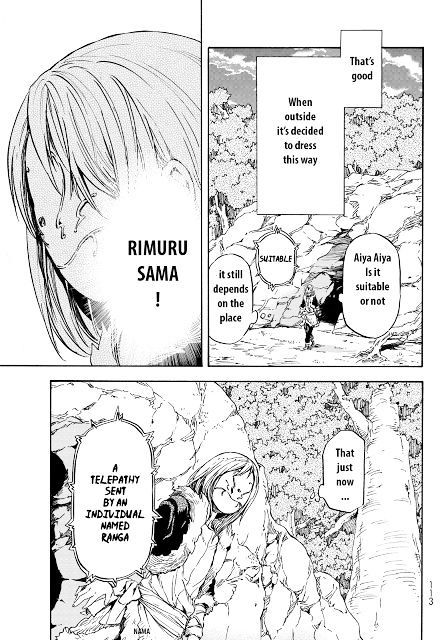 That's
good
When
outside
it's decided
to dress
this way
Aiya Aiya
Is it
suitable
or not
SUITABLE
it still
depends
on the
place
RIMURU
SAMA
!
That
just
now
...
A
TELEPATHY
SENT
BY AN
INDIVIDUAL
NAMED
RANGA
NAMA
113